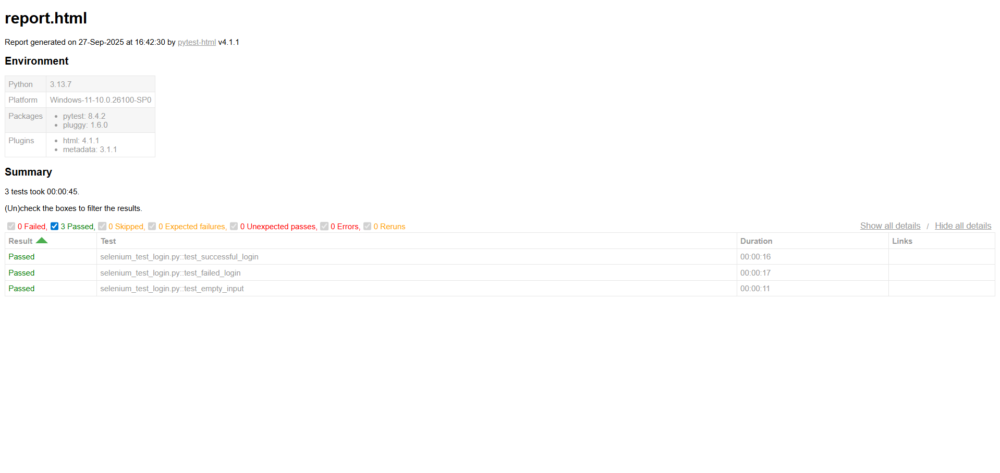 report.html
Report generated on 27-Sep-2025 at 16:42:30 by pytest-html v4.1.1
Environment
Python 3.13.7
Platform Windows-11-10.0.26100-SP0
Packages • pytest: 8.4.2
• pluggy: 1.6.0
Plugins • html: 4.1.1
• metadata: 3.1.1
Summary
3 tests took 00:00:45.
(Un)check the boxes to filter the results.
0 Failed, 3 Passed, 0 Skipped, 0 Expected failures, 0 Unexpected passes, 0 Errors, 0 Reruns Show all details / Hide all details
Result Test Duration Links
Passed selenium_test_login.py::test_successful_login 00:00:16
Passed selenium_test_login.py::test_failed_login 00:00:17
Passed selenium_test_login.py::test_empty_input 00:00:11